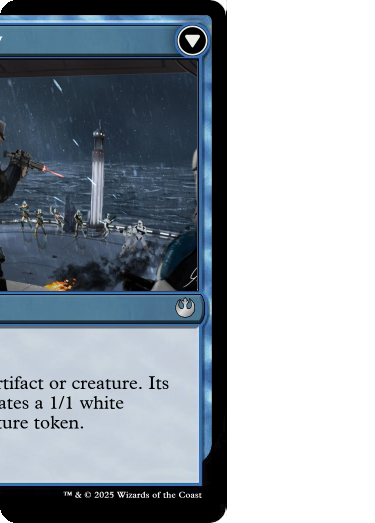 rtifact or creature. Its
ates a 1/1 white
ture token.
™ & © 2025 Wizards of the Coast